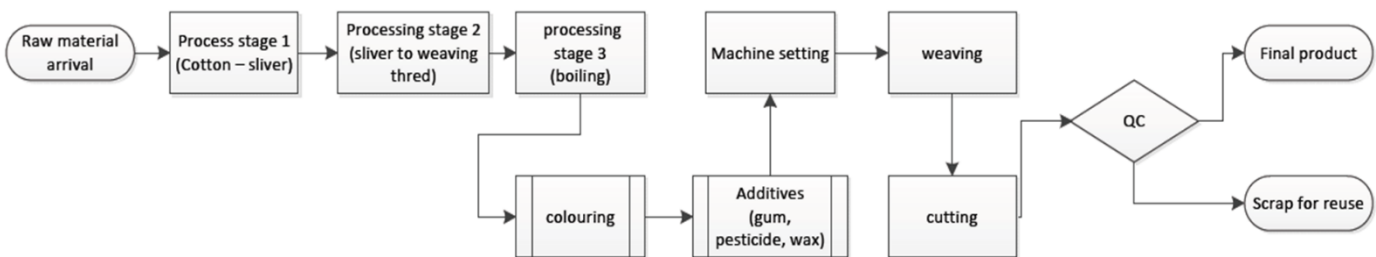 Raw material
arrival
Process stage 1
(Cotton – sliver)
Processing stage 2
(sliver to weaving
thred)
processing
stage 3
(boiling)
Machine setting
weaving
Final product
QC
colouring
Additives
(gum,
pesticide, wax)
cutting
Scrap for reuse